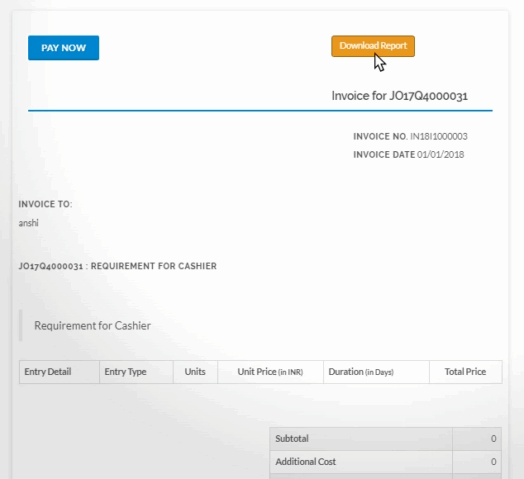 PAY NOW
Download Report
Invoice for JO17Q4000031
INVOICE NO. IN18I1000003
INVOICE DATE 01/01/2018
INVOICE TO:
anshi
JO17Q4000031 : REQUIREMENT FOR CASHIER
Requirement for Cashier
Entry Detail Entry Type Units Unit Price (in INR) Duration (in Days) Total Price
Subtotal 0
Additional Cost 0